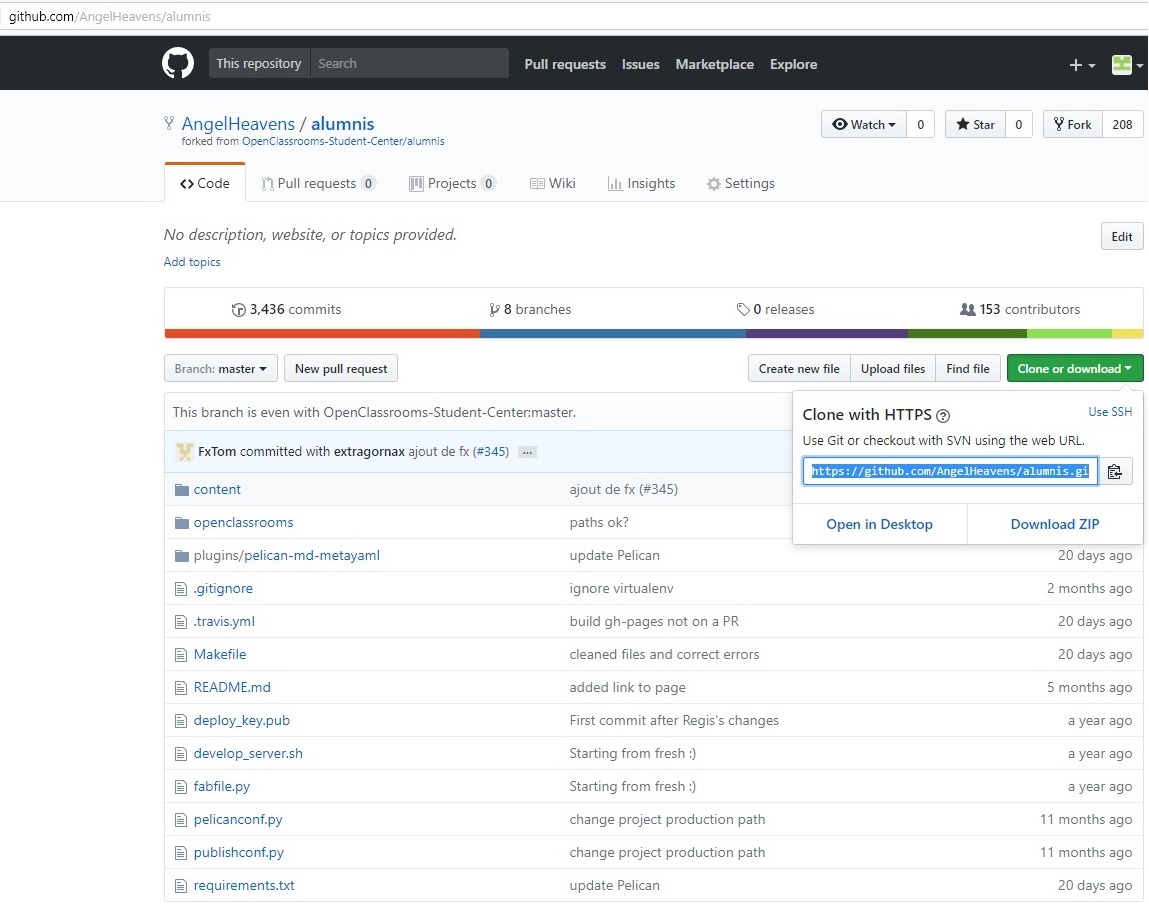 github.com/AngelHeavens/alumnis
This repository Search Pull requests Issues Marketplace Explore
AngelHeavens / alumnis Watch 0 Star 0 Fork 208
forked from OpenClassrooms-Student-Center/alumnis
Code Pull requests 0 Projects 0 Wiki Insights Settings
No description, website, or topics provided. Edit
Add topics
3,436 commits 8 branches 0 releases 153 contributors
Branch: master New pull request Create new file Upload files Find file Clone or download
This branch is even with OpenClassrooms-Student-Center:master.
Clone with HTTPS ? Use SSH
Use Git or checkout with SVN using the web URL.
https://github.com/AngelHeavens/alumnis.gi
Open in Desktop Download ZIP
FxTom committed with extragornax ajout de fx (#345) ...
content ajout de fx (#345)
openclassrooms paths ok?
plugins/pelican-md-metayaml update Pelican 20 days ago
.gitignore ignore virtualenv 2 months ago
.travis.yml build gh-pages not on a PR 20 days ago
Makefile cleaned files and correct errors 20 days ago
README.md added link to page 5 months ago
deploy_key.pub First commit after Regis's changes a year ago
develop_server.sh Starting from fresh :) a year ago
fabfile.py Starting from fresh :) a year ago
pelicanconf.py change project production path 11 months ago
publishconf.py change project production path 11 months ago
requirements.txt update Pelican 20 days ago